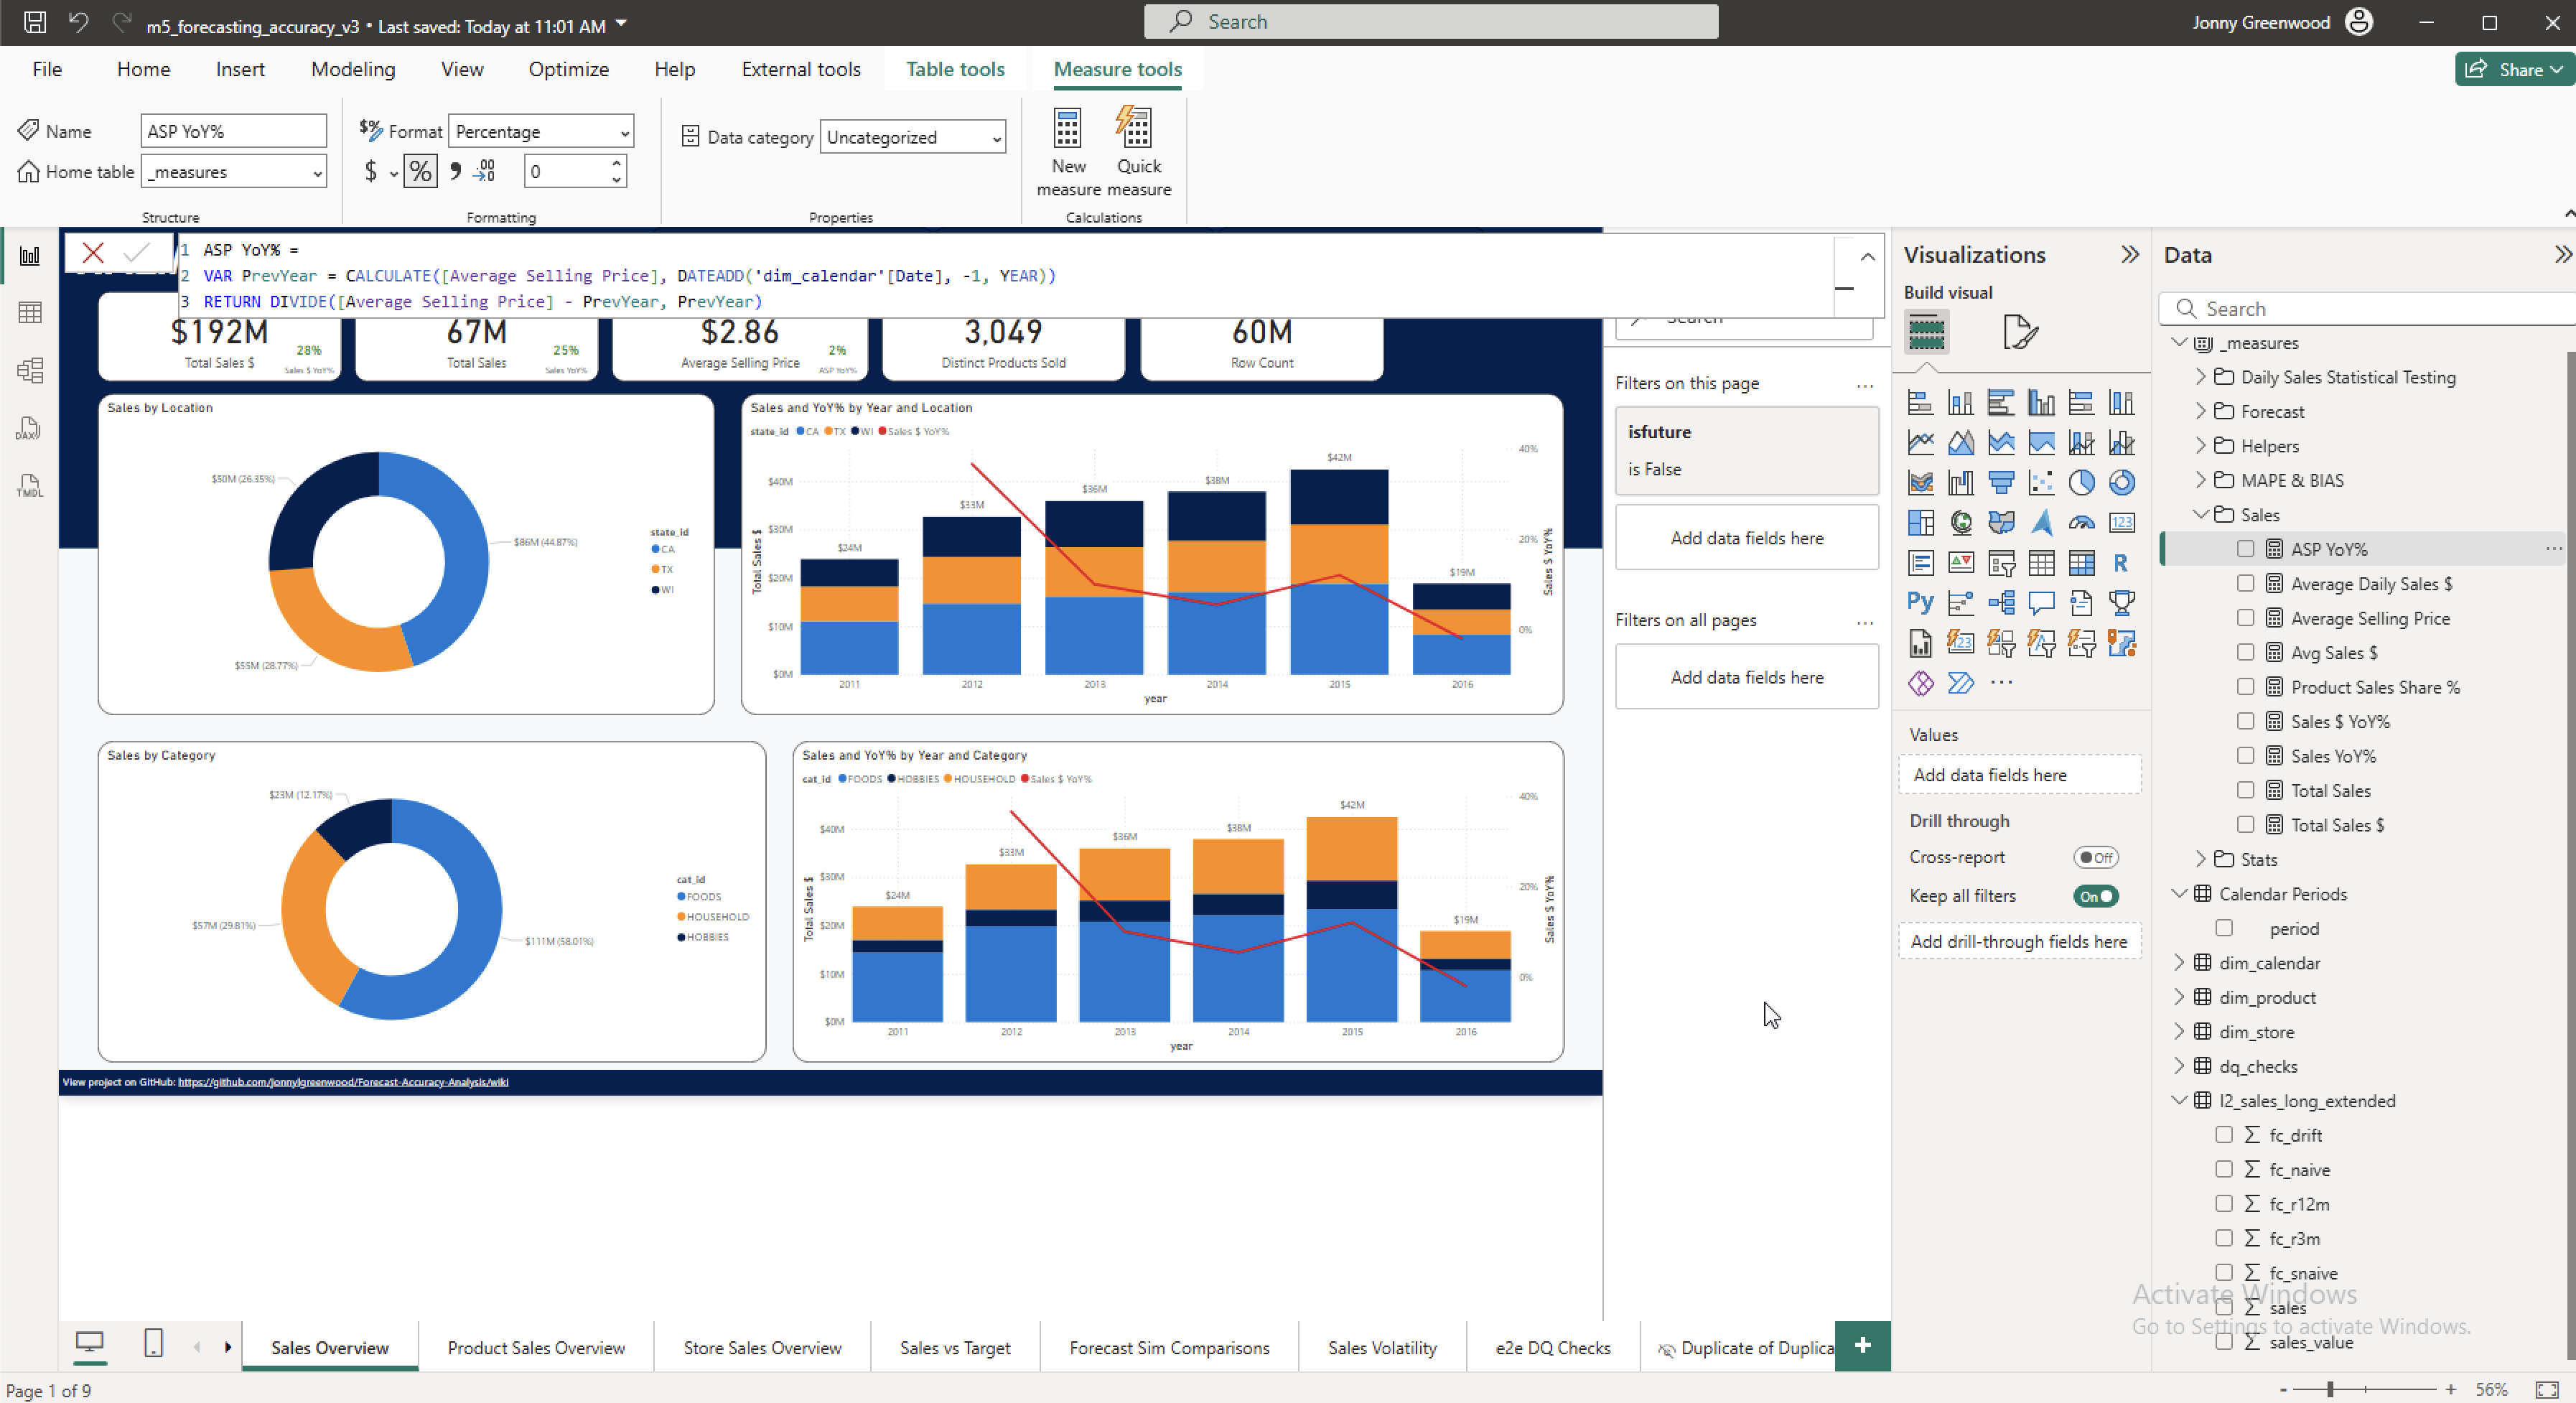 m5_forecasting_accuracy_v3 • Last saved: Today at 11:01 AM
Search
Jonny Greenwood
File Home Insert Modeling View Optimize Help External tools Table tools Measure tools
Share
Name ASP YoY%
Home table _measures
Structure
$% Format Percentage
$ % 9 .00 0
Formatting
Data category Uncategorized
Properties
New measure
Quick measure
Calculations
1 ASP YoY% =
2 VAR PrevYear = CALCULATE([Average Selling Price], DATEADD('dim_calendar'[Date], -1, YEAR))
3 RETURN DIVIDE([Average Selling Price] - PrevYear, PrevYear)
$192M
Total Sales $
28%
Sales $ YoY%
67M
Total Sales
25%
Sales YoY%
$2.86
Average Selling Price
2%
ASP YoY%
3,049
Distinct Products Sold
60M
Row Count
Sales by Location
$50M (26.35%)
$86M (44.87%)
$55M (28.77%)
state_id
CA
TX
WI
Sales and YoY% by Year and Location
state_id CA TX WI Sales $ YoY%
Total Sales $
$40M
$30M
$20M
$10M
$0M
$24M
$33M
$36M
$38M
$42M
$19M
40%
20%
0%
Sales $ YoY%
2011 2012 2013 2014 2015 2016
year
Sales by Category
$23M (12.17%)
$57M (29.81%)
$111M (58.01%)
cat_id
FOODS
HOUSEHOLD
HOBBIES
Sales and YoY% by Year and Category
cat_id FOODS HOBBIES HOUSEHOLD Sales $ YoY%
Total Sales $
$40M
$30M
$20M
$10M
$0M
$24M
$33M
$36M
$38M
$42M
$19M
40%
20%
0%
Sales $ YoY%
2011 2012 2013 2014 2015 2016
year
View project on GitHub: https://github.com/jonnylgreenwood/Forecast-Accuracy-Analysis/wiki
DAX
TMDL
Search
Filters on this page ...
isfuture
is False
Add data fields here
Filters on all pages ...
Add data fields here
Visualizations
Build visual
123
R
Py
123
...
Values
Add data fields here
Drill through
Cross-report Off
Keep all filters On
Add drill-through fields here
Data
Search
_measures
Daily Sales Statistical Testing
Forecast
Helpers
MAPE & BIAS
Sales
ASP YoY% ...
Average Daily Sales $
Average Selling Price
Avg Sales $
Product Sales Share %
Sales $ YoY%
Sales YoY%
Total Sales
Total Sales $
Stats
Calendar Periods
period
dim_calendar
dim_product
dim_store
dq_checks
l2_sales_long_extended
fc_drift
fc_naive
fc_r12m
fc_r3m
fc_snaive
sales
sales_value
Activate Windows
Go to Settings to activate Windows.
Sales Overview Product Sales Overview Store Sales Overview Sales vs Target Forecast Sim Comparisons Sales Volatility e2e DQ Checks Duplicate of Duplica +
Page 1 of 9
- + 56%